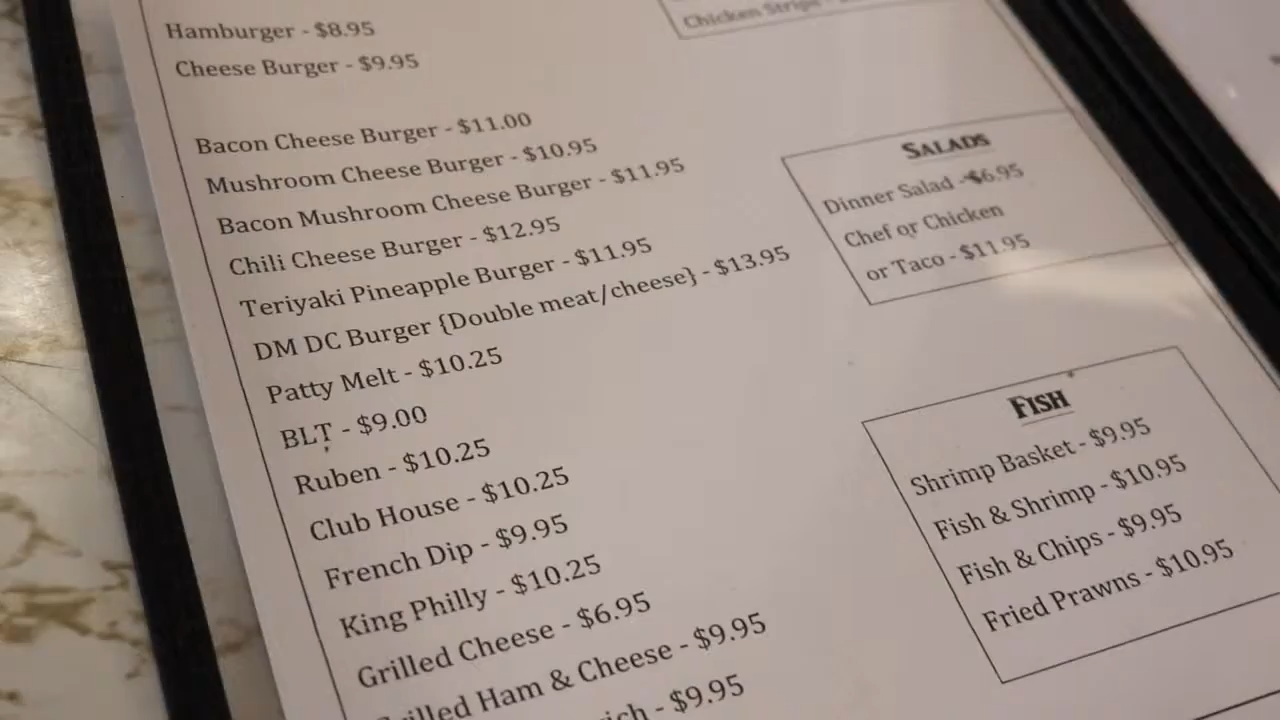 Hamburger - $8.95
Cheese Burger - $9.95
Bacon Cheese Burger - $11.00
Mushroom Cheese Burger - $10.95
Bacon Mushroom Cheese Burger - $11.95
Chili Cheese Burger - $12.95
Teriyaki Pineapple Burger - $11.95
DM DC Burger {Double meat/cheese} - $13.95
Patty Melt - $10.25
BLT - $9.00
Ruben - $10.25
Club House - $10.25
French Dip - $9.95
King Philly - $10.25
Grilled Cheese - $6.95
Ham & Cheese - $9.95
- $9.95
Chicken Strips -
SALADS
Dinner Salad - $6.95
Chef or Chicken
or Taco - $11.95
FISH
Shrimp Basket - $9.95
Fish & Shrimp - $10.95
Fish & Chips - $9.95
Fried Prawns - $10.95